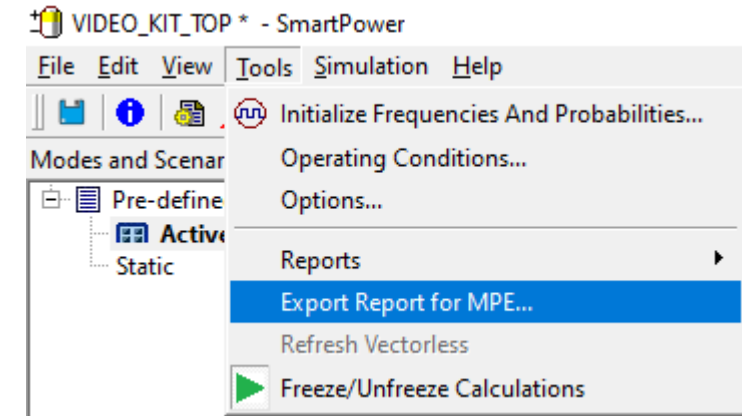 VIDEO_KIT_TOP * - SmartPower
File Edit View Tools Simulation Help
Initialize Frequencies And Probabilities...
Modes and Scenar
Operating Conditions...
Pre-define
Options...
Active
Static
Reports
Export Report for MPE...
Refresh Vectorless
Freeze/Unfreeze Calculations